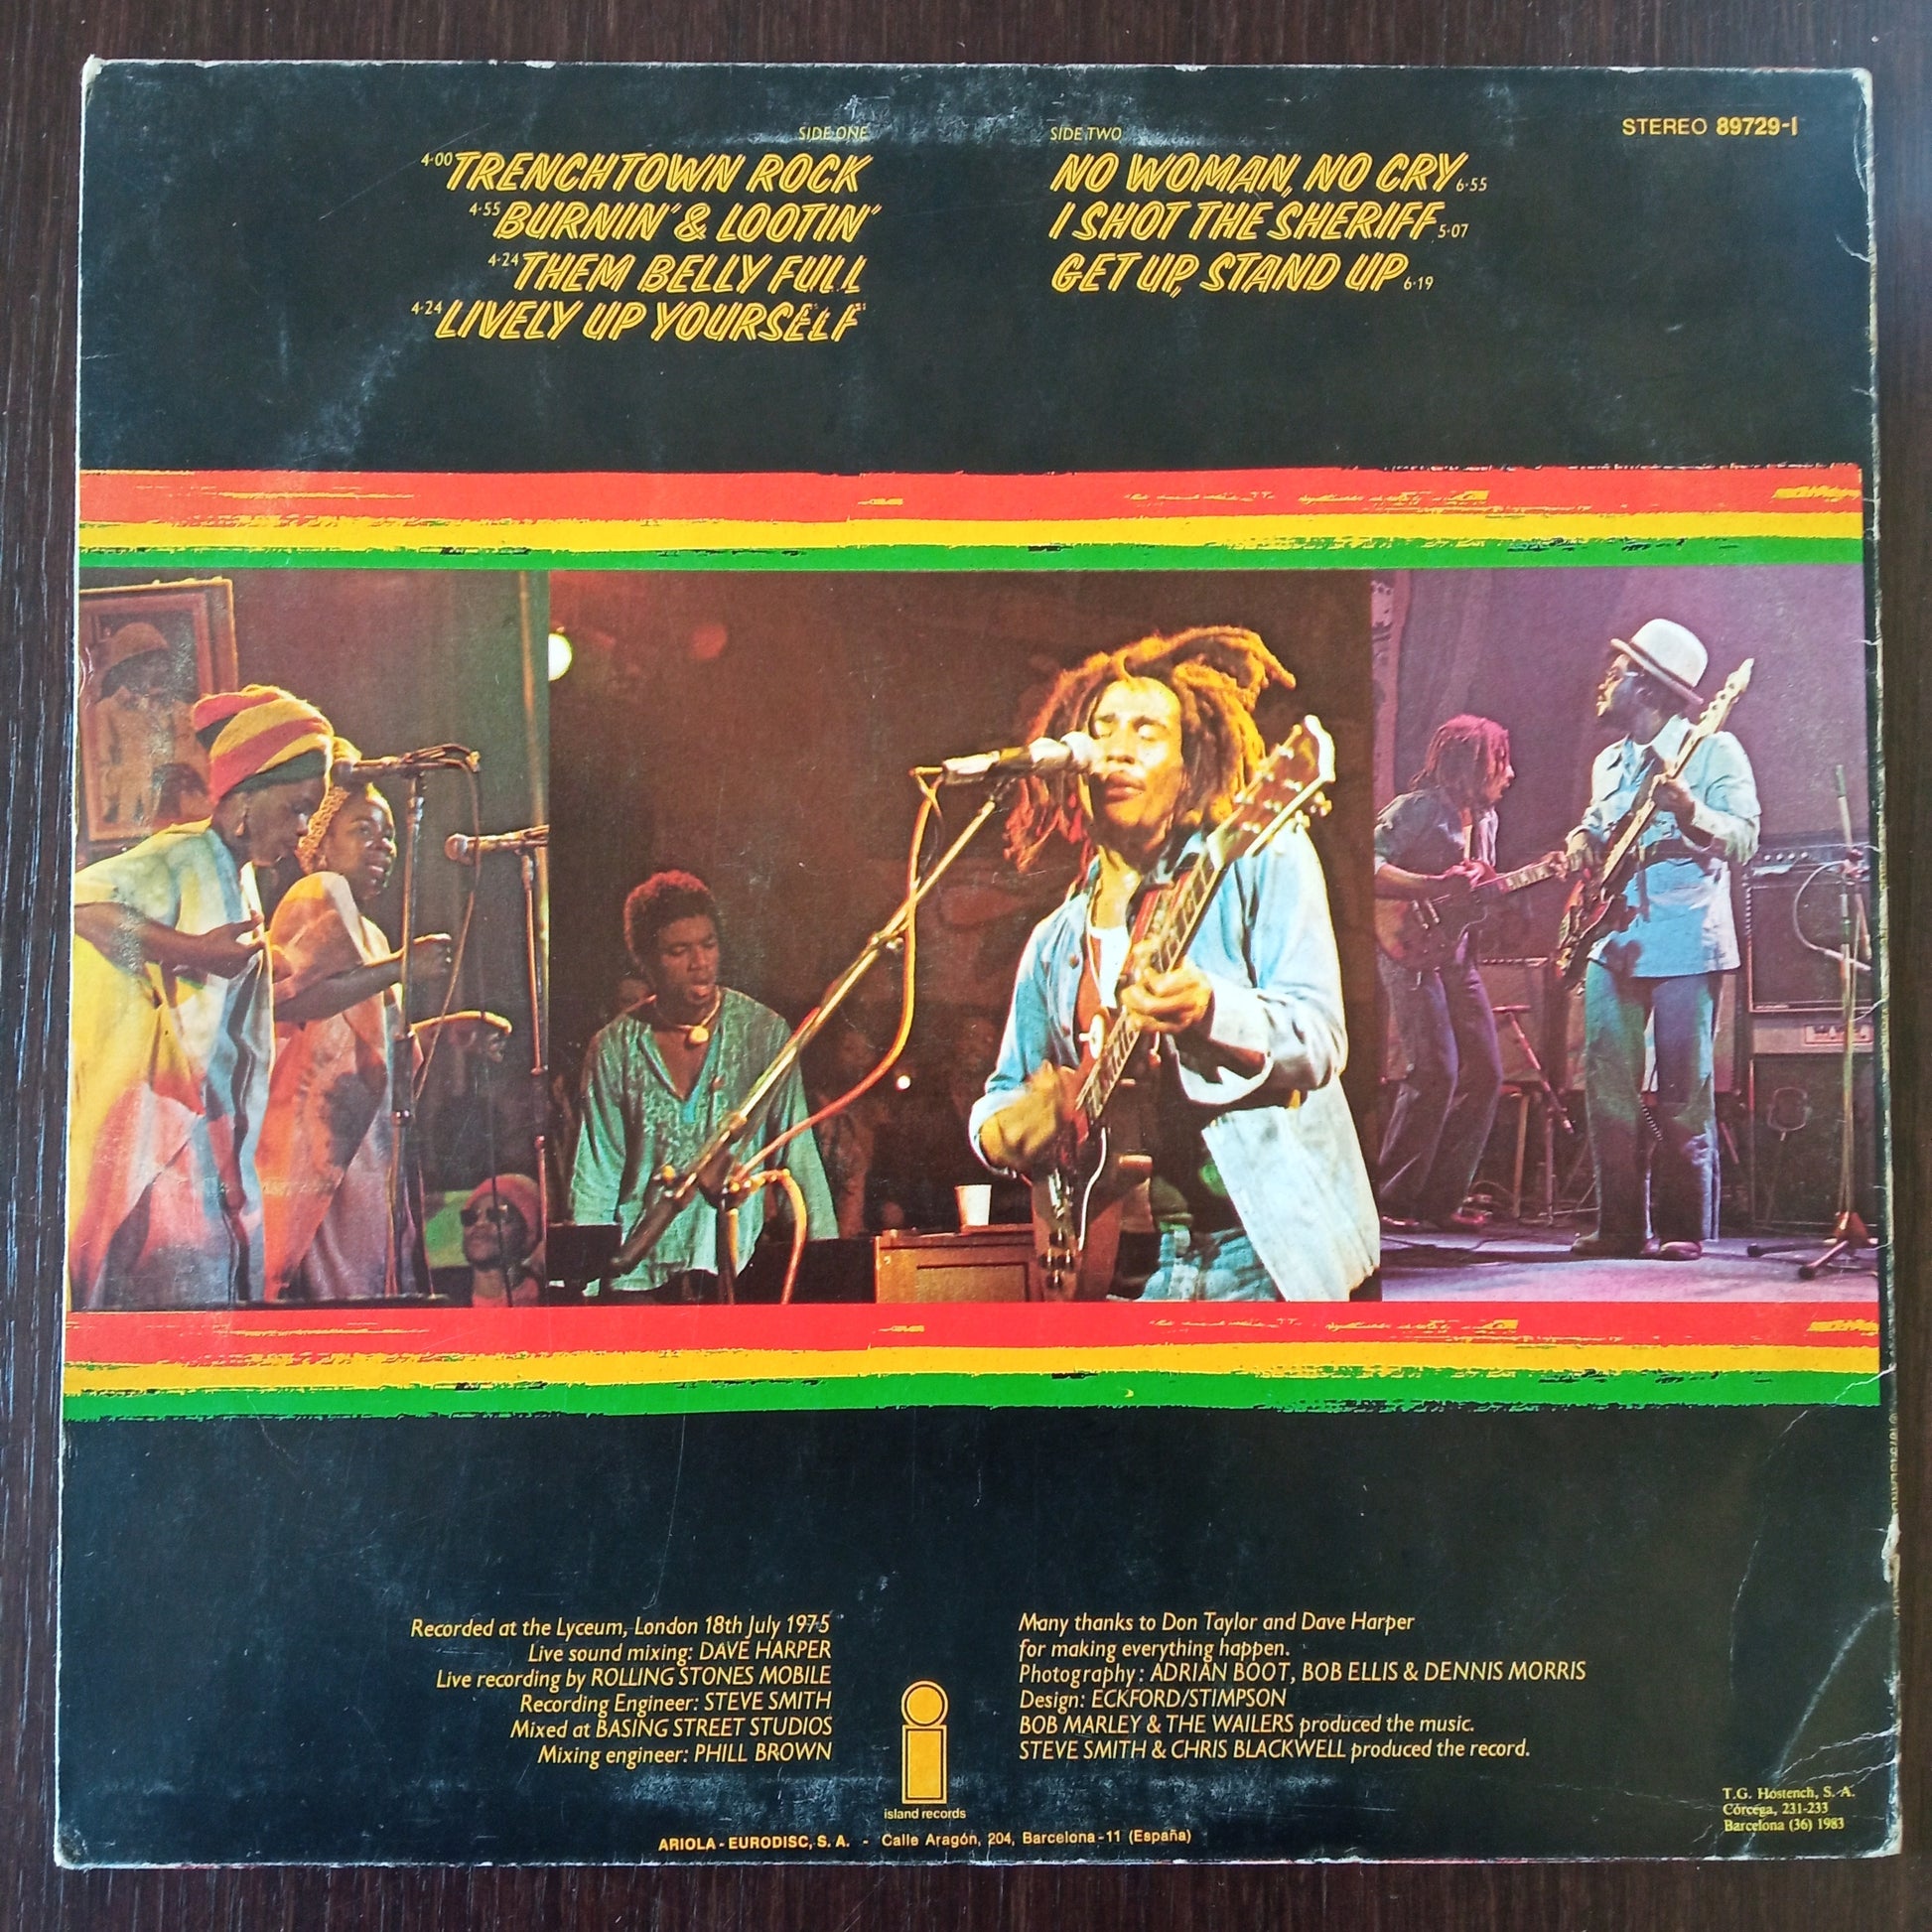 SIDE ONE
4·00 TRENCHTOWN ROCK
4·55 BURNIN' & LOOTIN'
4·24 THEM BELLY FULL
4·24 LIVELY UP YOURSELF
SIDE TWO
NO WOMAN, NO CRY 6·55
I SHOT THE SHERIFF 5·07
GET UP, STAND UP 6·19
STEREO 89729-I
Recorded at the Lyceum, London 18th July 1975
Live sound mixing: DAVE HARPER
Live recording by ROLLING STONES MOBILE
Recording Engineer: STEVE SMITH
Mixed at BASING STREET STUDIOS
Mixing engineer: PHILL BROWN
Many thanks to Don Taylor and Dave Harper
for making everything happen.
Photography: ADRIAN BOOT, BOB ELLIS & DENNIS MORRIS
Design: ECKFORD/STIMPSON
BOB MARLEY & THE WAILERS produced the music.
STEVE SMITH & CHRIS BLACKWELL produced the record.
island records
ARIOLA - EURODISC, S. A. - Calle Aragón, 204, Barcelona-11 (España)
T.G. Hostench, S. A.
Córcega, 231-233
Barcelona (36) 1983